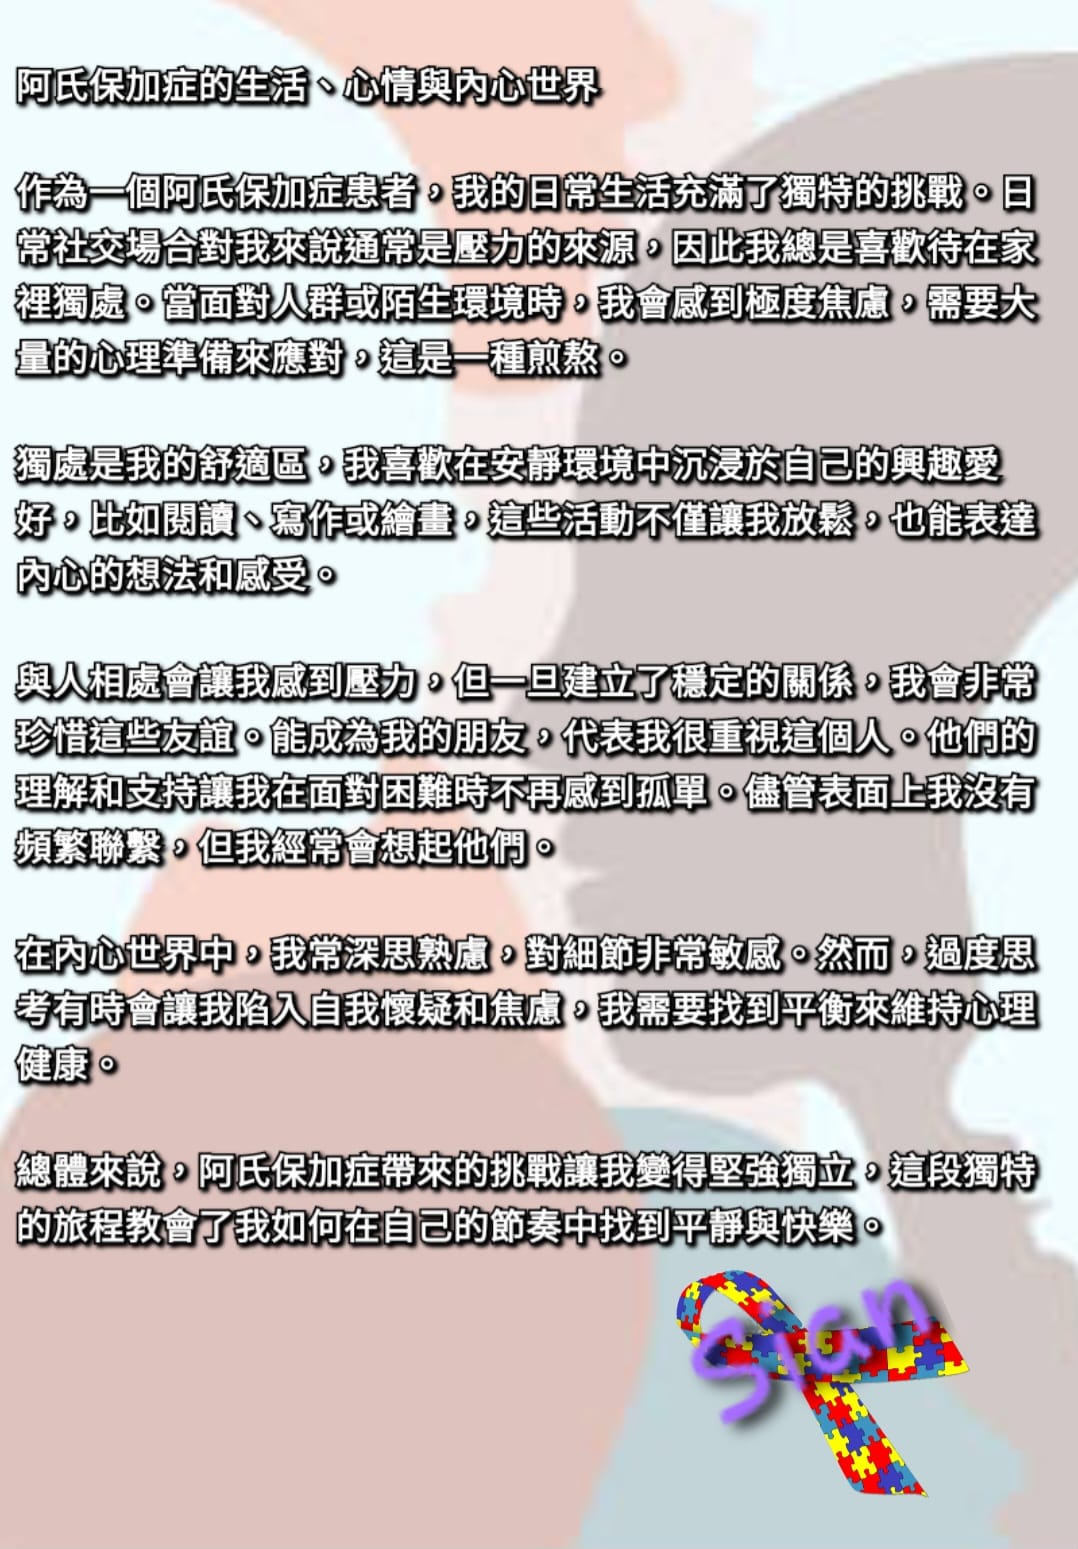 阿氏保加症的生活、心情與內心世界
作為一個阿氏保加症患者，我的日常生活充滿了獨特的挑戰。日
常社交場合對我來說通常是壓力的來源，因此我總是喜歡待在家
裡獨處。當面對人群或陌生環境時，我會感到極度焦慮，需要大
量的心理準備來應對，這是一種煎熬。
獨處是我的舒適區，我喜歡在安靜環境中沉浸於自己的興趣愛
好，比如閱讀、寫作或繪畫，這些活動不僅讓我放鬆，也能表達
內心的想法和感受。
與人相處會讓我感到壓力，但一旦建立了穩定的關係，我會非常
珍惜這些友誼。能成為我的朋友，代表我很重視這個人。他們的
理解和支持讓我在面對困難時不再感到孤單。儘管表面上我沒有
頻繁聯繫，但我經常會想起他們。
在內心世界中，我常深思熟慮，對細節非常敏感。然而，過度思
考有時會讓我陷入自我懷疑和焦慮，我需要找到平衡來維持心理
健康。
總體來說，阿氏保加症帶來的挑戰讓我變得堅強獨立，這段獨特
的旅程教會了我如何在自己的節奏中找到平靜與快樂。
Sian